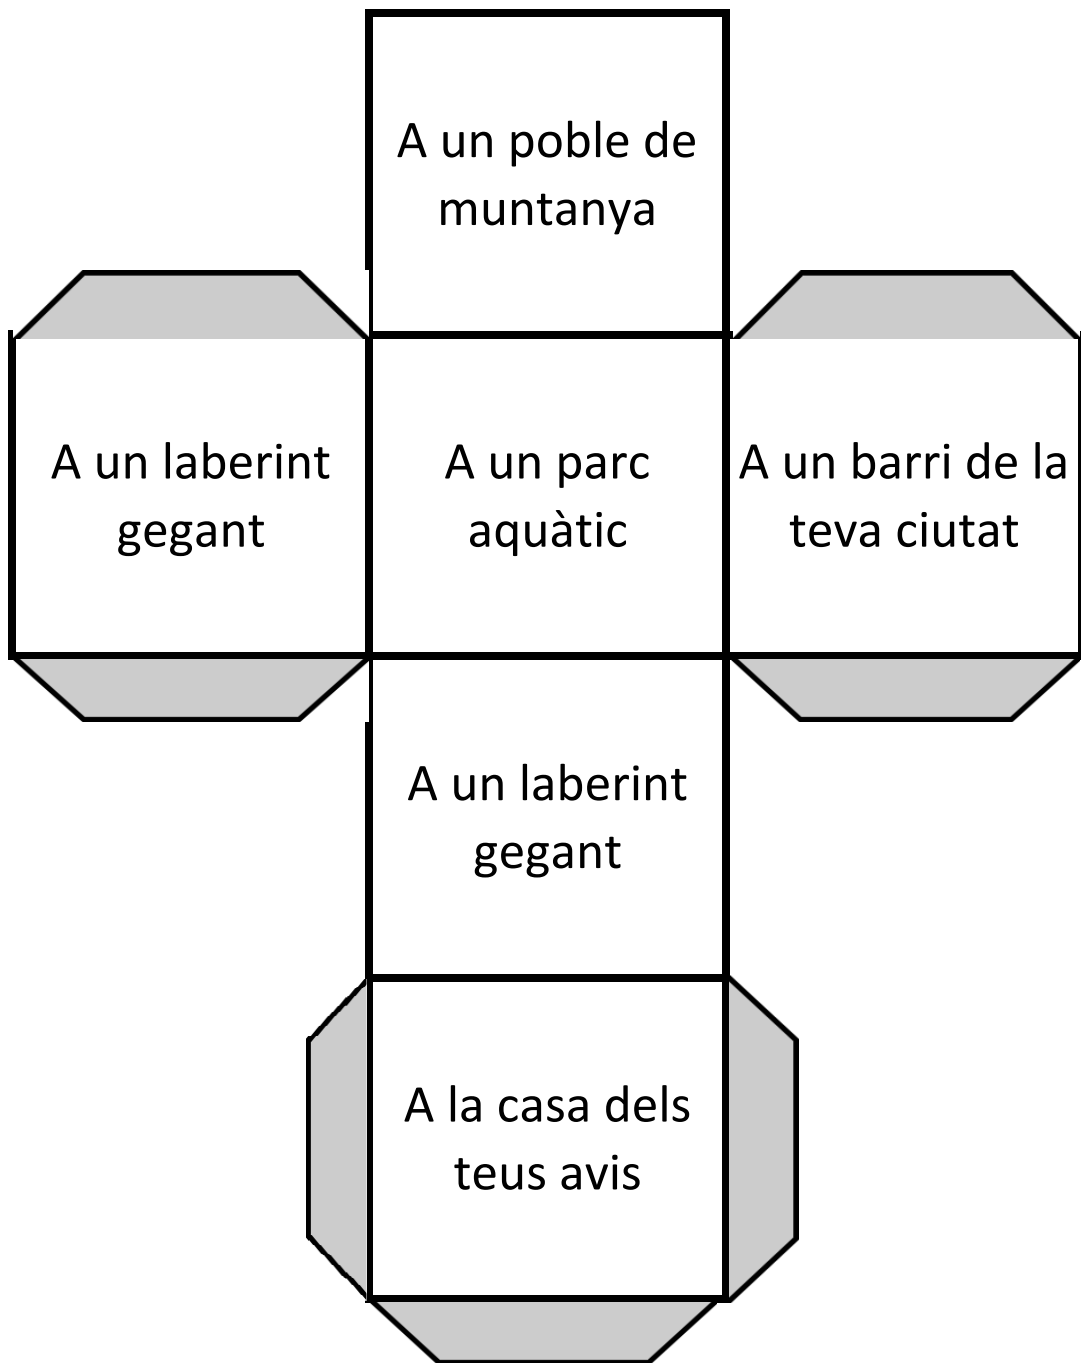 A un poble de
muntanya
A un laberint
gegant
A un parc
aquàtic
A un barri de la
teva ciutat
A un laberint
gegant
A la casa dels
teus avis